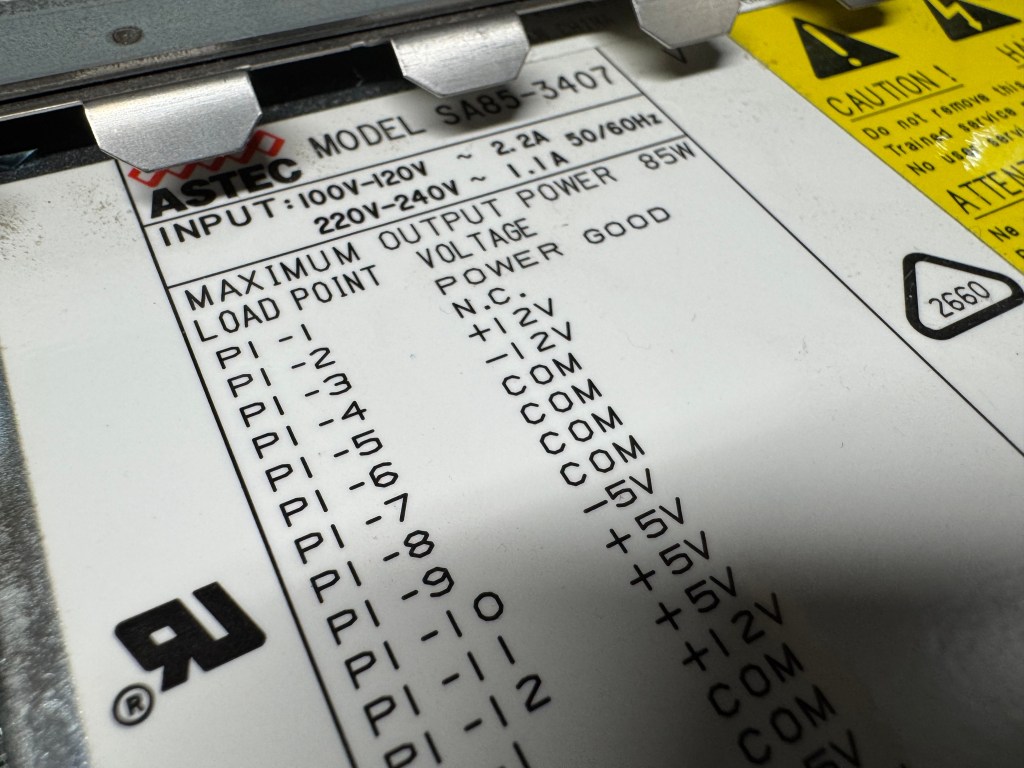 CHINA
ASTEC MODEL SA85-3407
INPUT: 100V-120V ~ 2.2A 50/60Hz
220V-240V ~ 1.1A
MAXIMUM OUTPUT POWER 85W
LOAD POINT VOLTAGE
P1 -1 POWER GOOD
P1 -2 N.C.
P1 -3 +12V
P1 -4 -12V
P1 -5 COM
P1 -6 COM
P1 -7 COM
P1 -8 COM
P1 -9 -5V
P1 -10 +5V
P1 -11 +5V
P1 -12 +5V
+12V
COM
COM
5V
CAUTION !
Do not remove this
Trained service
No user
2660
®